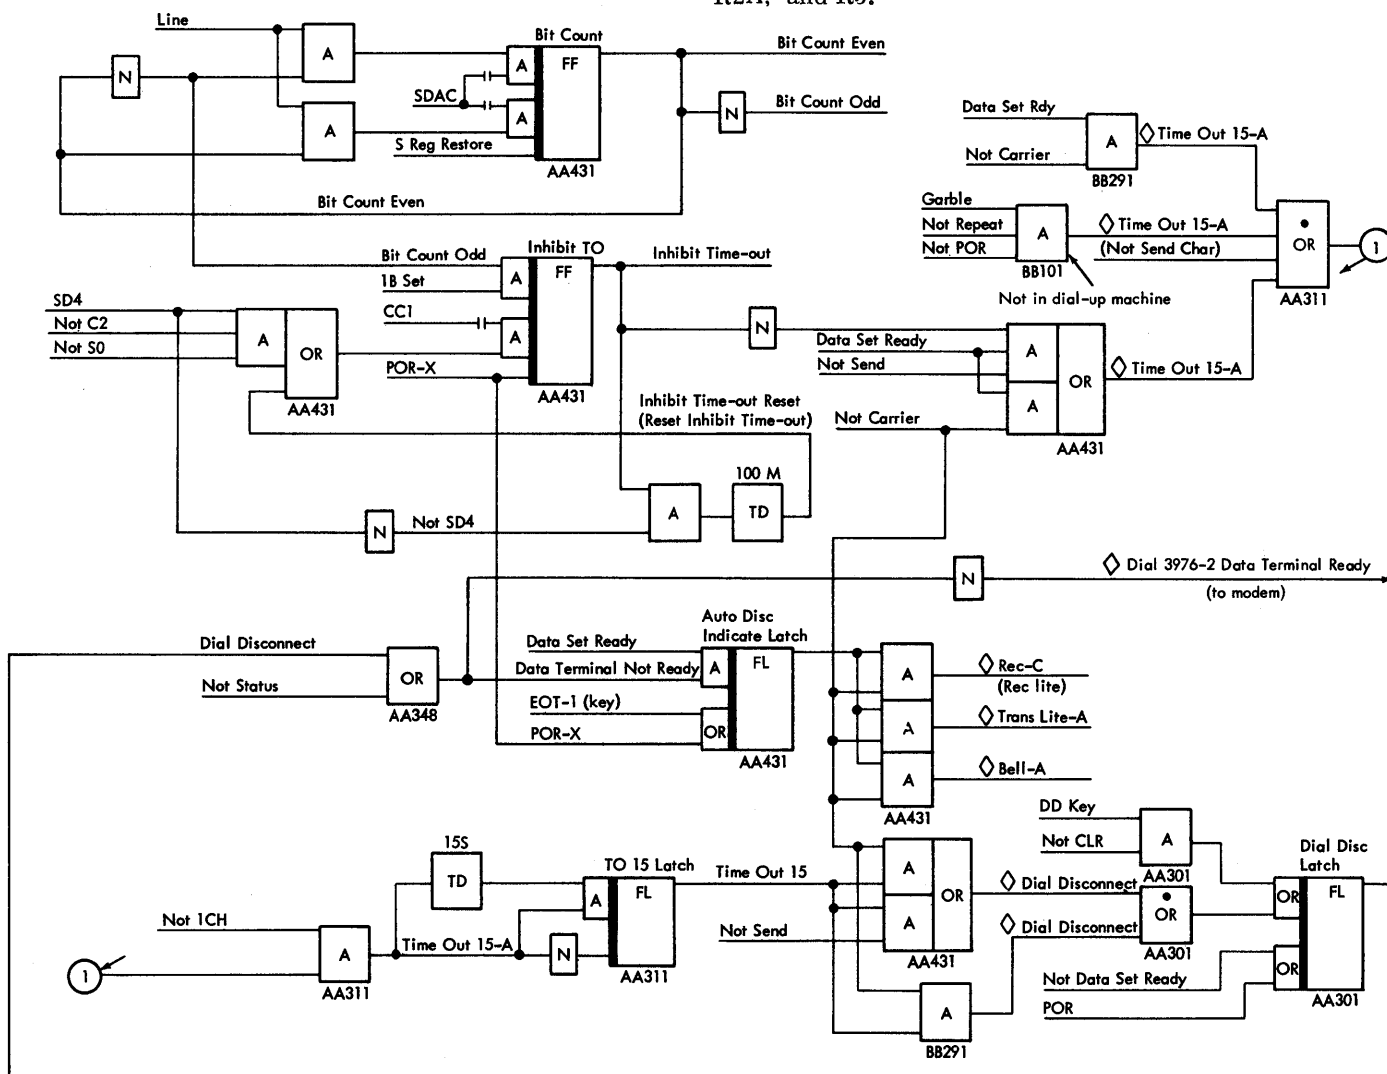 R2A, and R3.
Line
Bit Count
Bit Count Even
A
A
FF
N
SDAC
A
N
Bit Count Odd
A
S Reg Restore
AA431
Bit Count Even
Data Set Rdy
A
◇ Time Out 15-A
Not Carrier
BB291
Garble
Not Repeat
A
◇ Time Out 15-A
(Not Send Char)
Not POR
BB101
•
OR
1
AA311
Not in dial-up machine
Bit Count Odd
Inhibit TO
Inhibit Time-out
A
FF
1B Set
SD4
CC1
Not C2
A
OR
A
Not S0
POR-X
AA431
AA431
N
Data Set Ready
A
OR
Not Send
◇ Time Out 15-A
A
Inhibit Time-out Reset
(Reset Inhibit Time-out)
Not Carrier
AA431
100 M
A
TD
N
Not SD4
N
◇ Dial 3976-2 Data Terminal Ready
(to modem)
Auto Disc
Indicate Latch
Dial Disconnect
Data Set Ready
OR
Data Terminal Not Ready
A
FL
Not Status
AA348
EOT-1 (key)
POR-X
OR
AA431
A
◇ Rec-C
(Rec lite)
A
◇ Trans Lite-A
A
◇ Bell-A
AA431
DD Key
A
Not CLR
AA301
Dial Disc
Latch
15S
TD
TO 15 Latch
A
FL
Time Out 15
A
OR
◇ Dial Disconnect
A
•
OR
AA301
OR
FL
Not 1CH
A
Time Out 15-A
N
AA311
Not Send
AA431
◇ Dial Disconnect
1
AA311
Not Data Set Ready
OR
POR
AA301
A
BB291